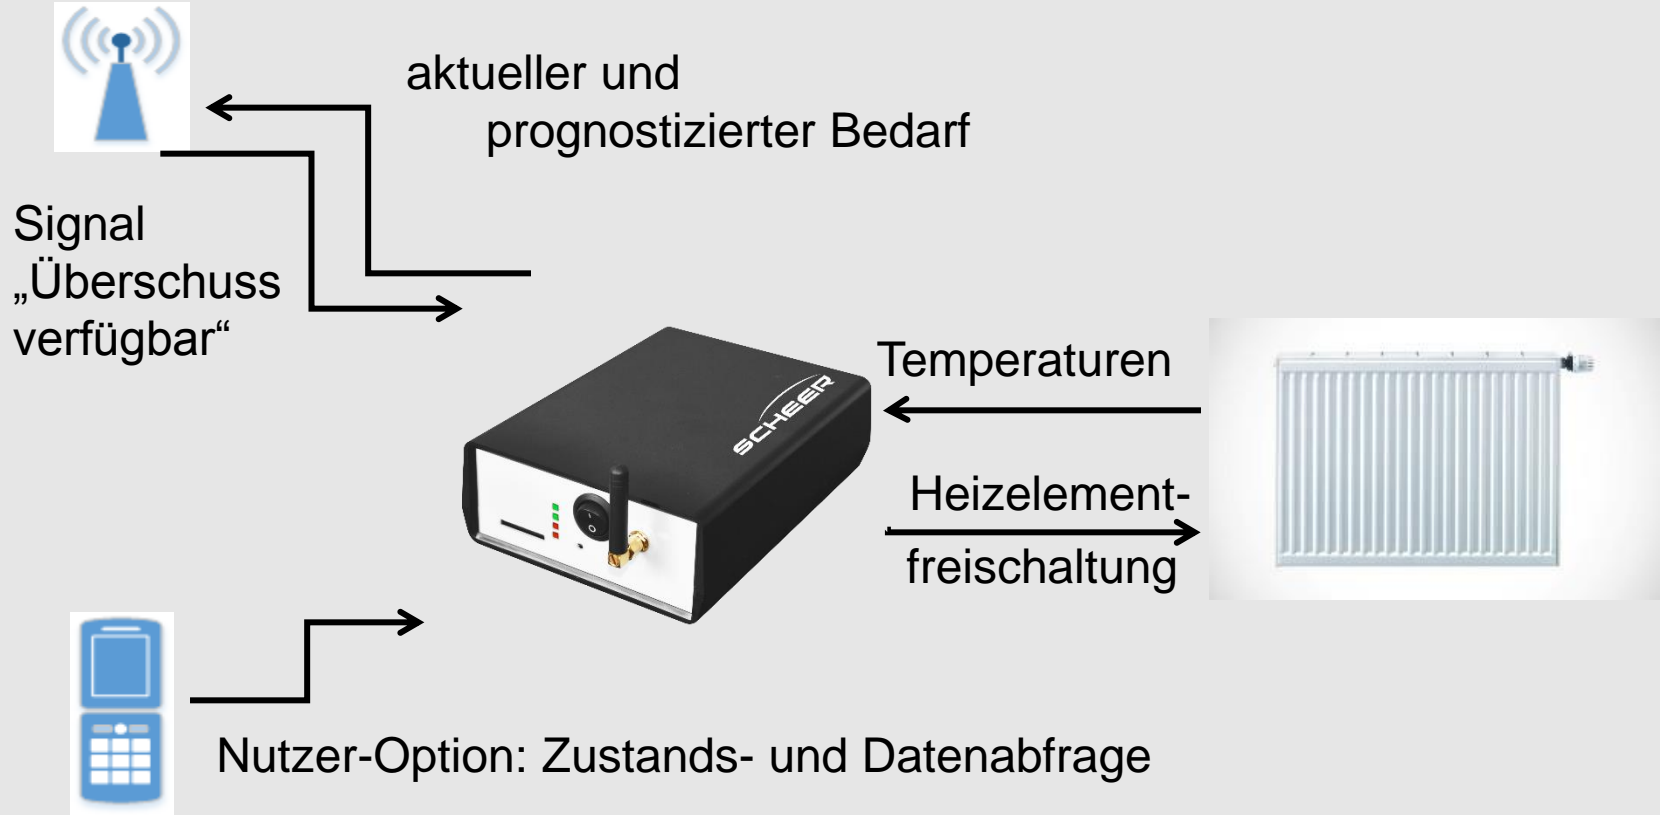 aktueller und
prognostizierter Bedarf
Signal
„Überschuss
verfügbar“
SCHEER
Temperaturen
Heizelement-
freischaltung
Nutzer-Option: Zustands- und Datenabfrage